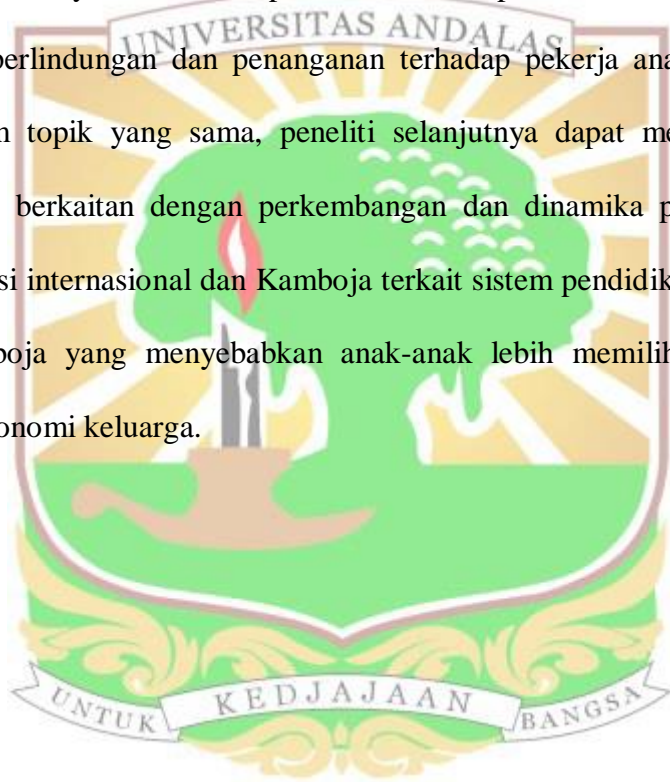 UNIVERSITAS ANDALAS
perlindungan dan penanganan terhadap pekerja ana
topik yang sama, peneliti selanjutnya dapat me
berkaitan dengan perkembangan dan dinamika p
si internasional dan Kamboja terkait sistem pendidik
boja yang menyebabkan anak-anak lebih memilih
onomi keluarga.
UNTUK KEDJAJAAN BANGSA